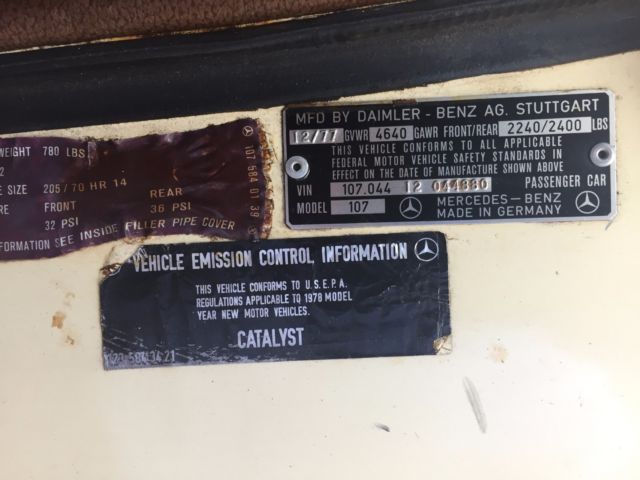 MFD BY DAIMLER - BENZ AG. STUTTGART
12/77 GVWR 4640 GAWR FRONT/REAR 2240/2400 LBS
THIS VEHICLE CONFORMS TO ALL APPLICABLE
FEDERAL MOTOR VEHICLE SAFETY STANDARDS IN
EFFECT ON THE DATE OF MANUFACTURE SHOWN ABOVE
VIN 107.044 12 PASSENGER CAR
MODEL 107 MERCEDES-BENZ
MADE IN GERMANY
WEIGHT 780 LBS
2
E SIZE 205/70 HR 14
RE FRONT REAR
32 PSI 36 PSI
FORMATION SEE INSIDE FILLER PIPE COVER
107 584 01 39
VEHICLE EMISSION CONTROL INFORMATION
THIS VEHICLE CONFORMS TO U.S.E.P.A.
REGULATIONS APPLICABLE TO 1978 MODEL
YEAR NEW MOTOR VEHICLES.
CATALYST